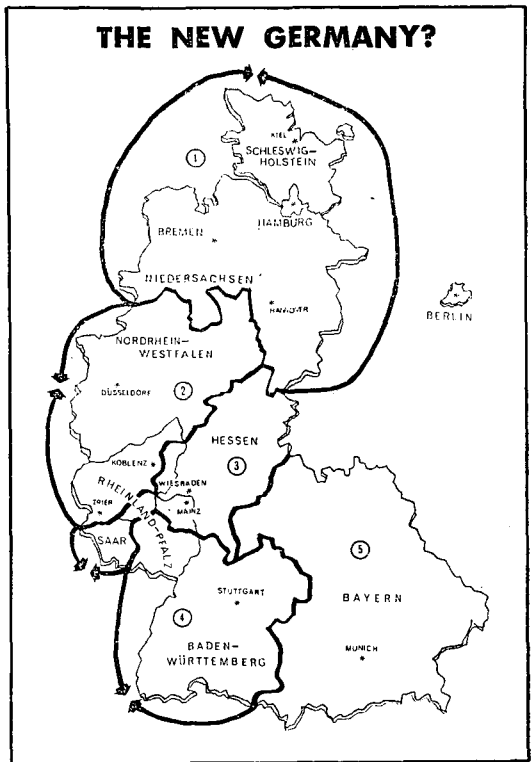 THE NEW GERMANY?
KIEL
SCHLESWIG-
HOLSTEIN
1
HAMBURG
BREMEN
NIEDERSACHSEN
HANNOVER
BERLIN
NORDRHEIN-
WESTFALEN
DÜSSELDORF
2
HESSEN
KOBLENZ
3
WIESBADEN
RHEINLAND-PFALZ
TRIER
MAINZ
SAAR
5
STUTTGART
BAYERN
4
BADEN-
WÜRTTEMBERG
MUNICH